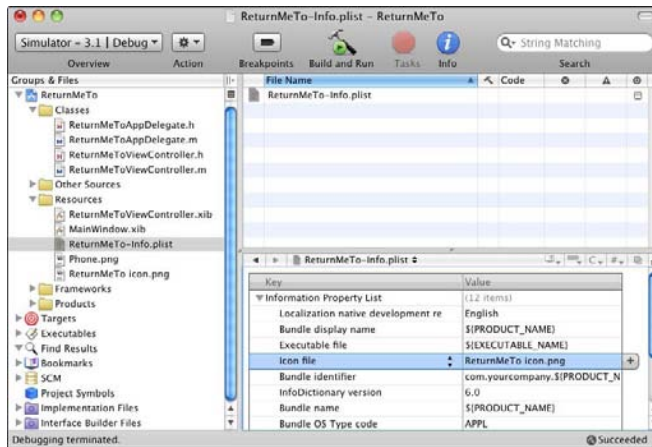 ReturnMeTo-Info.plist - ReturnMeTo
Simulator - 3.1 | Debug
String Matching
Overview
Action
Breakpoints
Build and Run
Tasks
Info
Search
Groups & Files
ReturnMeTo
Classes
ReturnMeToAppDelegate.h
ReturnMeToAppDelegate.m
ReturnMeToViewController.h
ReturnMeToViewController.m
Other Sources
Resources
ReturnMeToViewController.xib
MainWindow.xib
ReturnMeTo-Info.plist
Phone.png
ReturnMeTo icon.png
Frameworks
Products
Targets
Executables
Find Results
Bookmarks
SCM
Project Symbols
Implementation Files
Interface Builder Files
File Name
Code
ReturnMeTo-Info.plist
ReturnMeTo-Info.plist
C
#
Key Value
Information Property List (12 items)
Localization native development re English
Bundle display name ${PRODUCT_NAME}
Executable file ${EXECUTABLE_NAME}
Icon file ReturnMeTo icon.png
Bundle identifier com.yourcompany.${PRODUCT_N
InfoDictionary version 6.0
Bundle name ${PRODUCT_NAME}
Bundle OS Type code APPL
Debugging terminated.
Succeeded